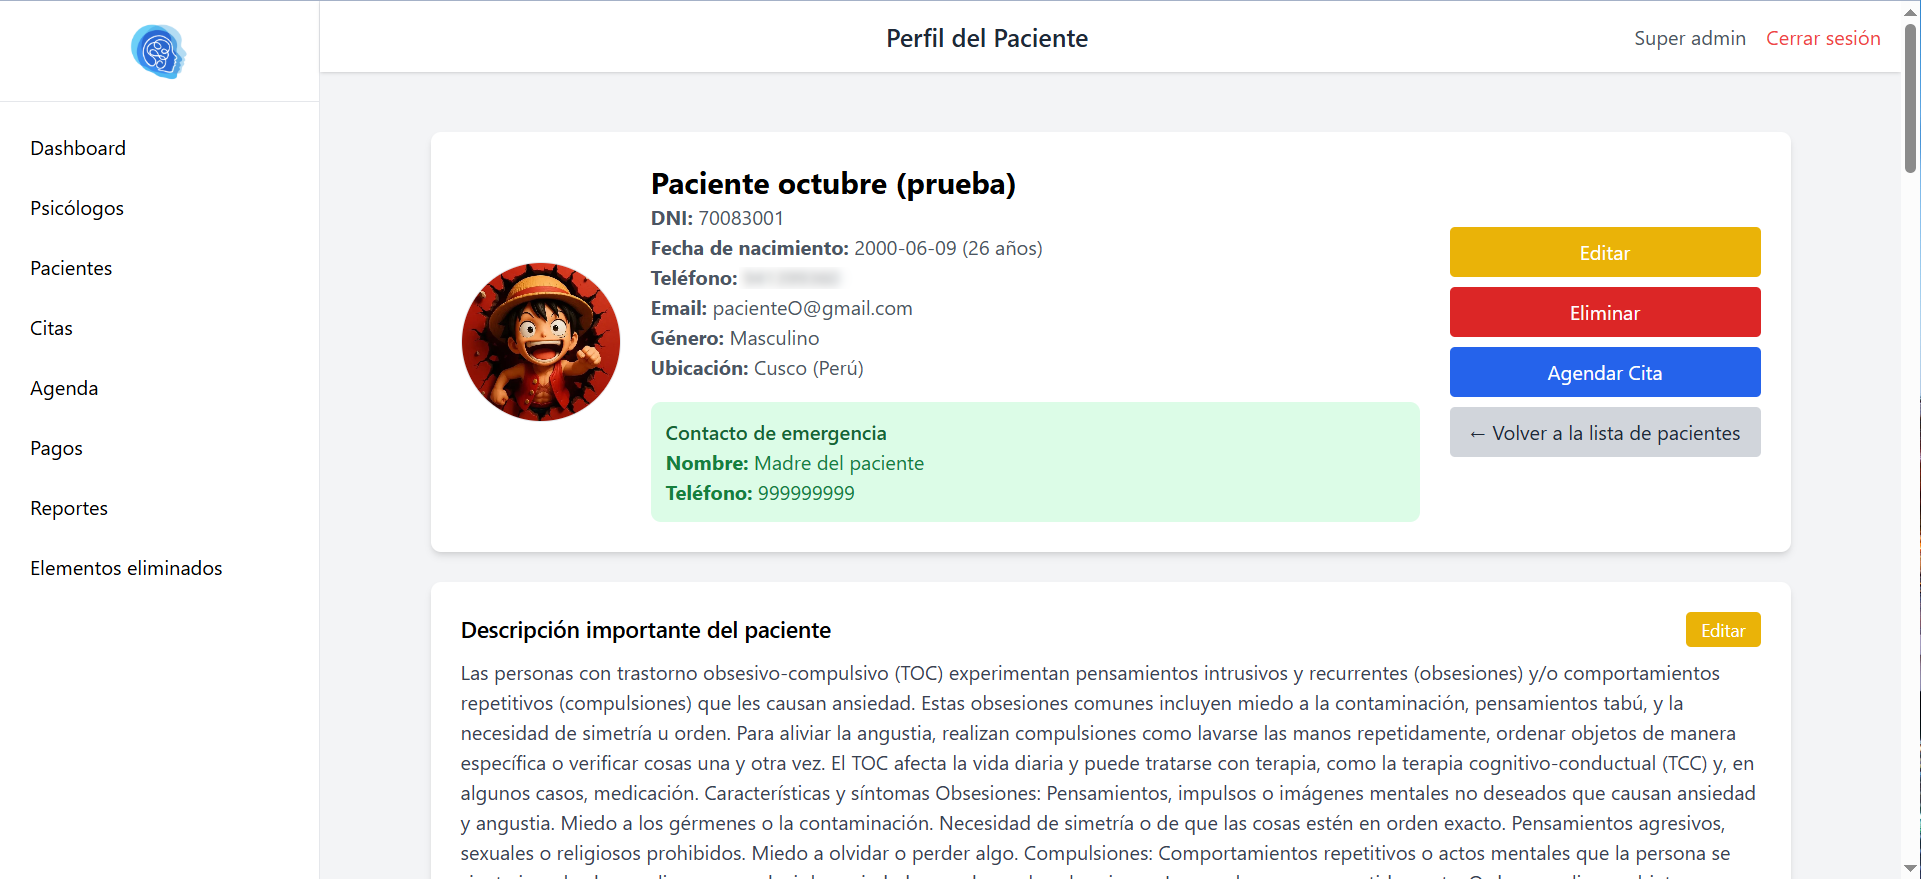 Perfil del Paciente
Super admin
Cerrar sesión
Dashboard
Psicólogos
Pacientes
Citas
Agenda
Pagos
Reportes
Elementos eliminados
Paciente octubre (prueba)
DNI: 70083001
Fecha de nacimiento: 2000-06-09 (26 años)
Teléfono:
Email: pacienteO@gmail.com
Género: Masculino
Ubicación: Cusco (Perú)
Contacto de emergencia
Nombre: Madre del paciente
Teléfono: 999999999
Editar
Eliminar
Agendar Cita
← Volver a la lista de pacientes
Descripción importante del paciente
Editar
Las personas con trastorno obsesivo-compulsivo (TOC) experimentan pensamientos intrusivos y recurrentes (obsesiones) y/o comportamientos
repetitivos (compulsiones) que les causan ansiedad. Estas obsesiones comunes incluyen miedo a la contaminación, pensamientos tabú, y la
necesidad de simetría u orden. Para aliviar la angustia, realizan compulsiones como lavarse las manos repetidamente, ordenar objetos de manera
específica o verificar cosas una y otra vez. El TOC afecta la vida diaria y puede tratarse con terapia, como la terapia cognitivo-conductual (TCC) y, en
algunos casos, medicación. Características y síntomas Obsesiones: Pensamientos, impulsos o imágenes mentales no deseados que causan ansiedad
y angustia. Miedo a los gérmenes o la contaminación. Necesidad de simetría o de que las cosas estén en orden exacto. Pensamientos agresivos,
sexuales o religiosos prohibidos. Miedo a olvidar o perder algo. Compulsiones: Comportamientos repetitivos o actos mentales que la persona se